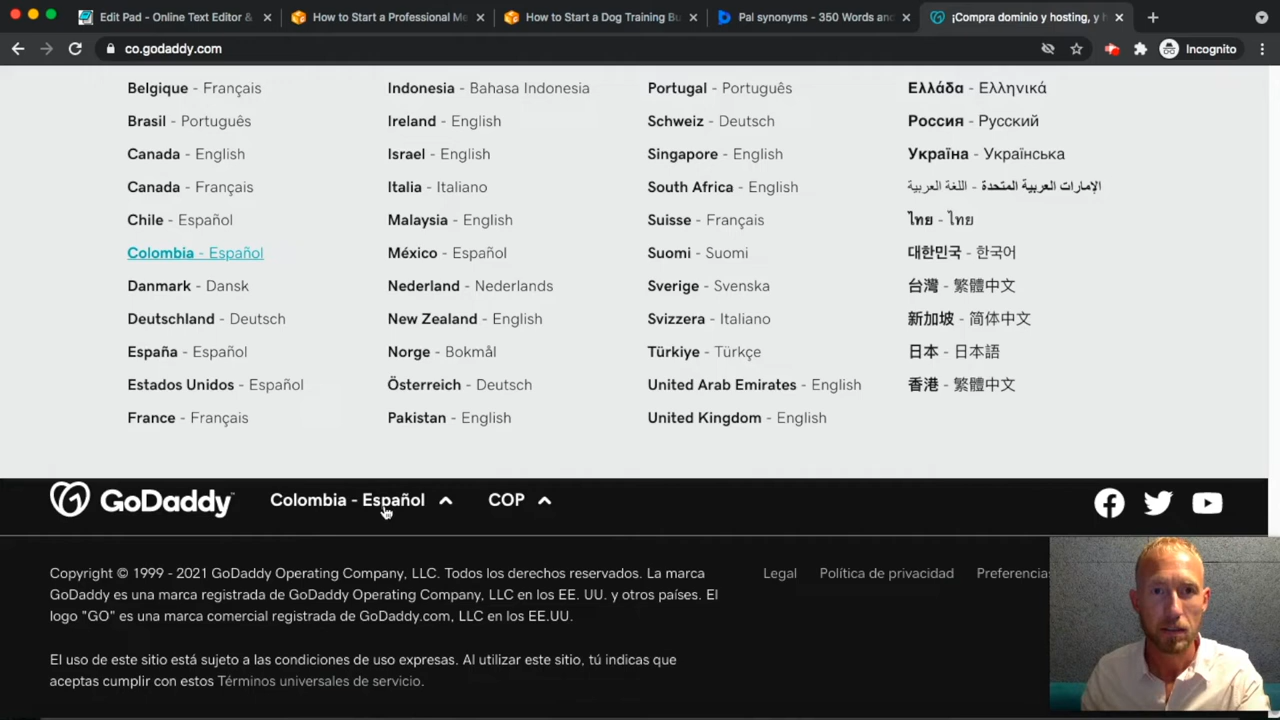 Edit Pad - Online Text Editor &
How to Start a Professional Me
How to Start a Dog Training Bu
Pal synonyms - 350 Words and
¡Compra dominio y hosting, y h
co.godaddy.com
Incognito
Belgique - Français
Brasil - Português
Canada - English
Canada - Français
Chile - Español
Colombia - Español
Danmark - Dansk
Deutschland - Deutsch
España - Español
Estados Unidos - Español
France - Français
Indonesia - Bahasa Indonesia
Ireland - English
Israel - English
Italia - Italiano
Malaysia - English
México - Español
Nederland - Nederlands
New Zealand - English
Norge - Bokmål
Österreich - Deutsch
Pakistan - English
Portugal - Português
Schweiz - Deutsch
Singapore - English
South Africa - English
Suisse - Français
Suomi - Suomi
Sverige - Svenska
Svizzera - Italiano
Türkiye - Türkçe
United Arab Emirates - English
United Kingdom - English
Ελλάδα - Ελληνικά
Россия - Русский
Україна - Українська
الإمارات العربية المتحدة - اللغة العربية
ไทย - ไทย
대한민국 - 한국어
台灣 - 繁體中文
新加坡 - 简体中文
日本 - 日本語
香港 - 繁體中文
GoDaddy
Colombia - Español
COP
Copyright © 1999 - 2021 GoDaddy Operating Company, LLC. Todos los derechos reservados. La marca
GoDaddy es una marca registrada de GoDaddy Operating Company, LLC en los EE. UU. y otros países. El
logo "GO" es una marca comercial registrada de GoDaddy.com, LLC en los EE.UU.
El uso de este sitio está sujeto a las condiciones de uso expresas. Al utilizar este sitio, tú indicas que
aceptas cumplir con estos Términos universales de servicio.
Legal
Política de privacidad
Preferencia